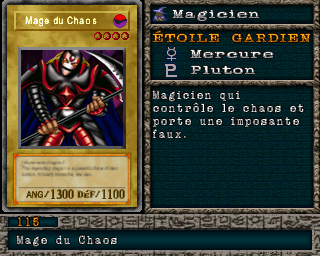 Mage du Chaos
ANG/1300 DéF/1100
Magicien
ÉTOILE GARDIEN
Mercure
Pluton
Magicien qui
contrôle le chaos et
porte une imposante
faux.
115
Mage du Chaos